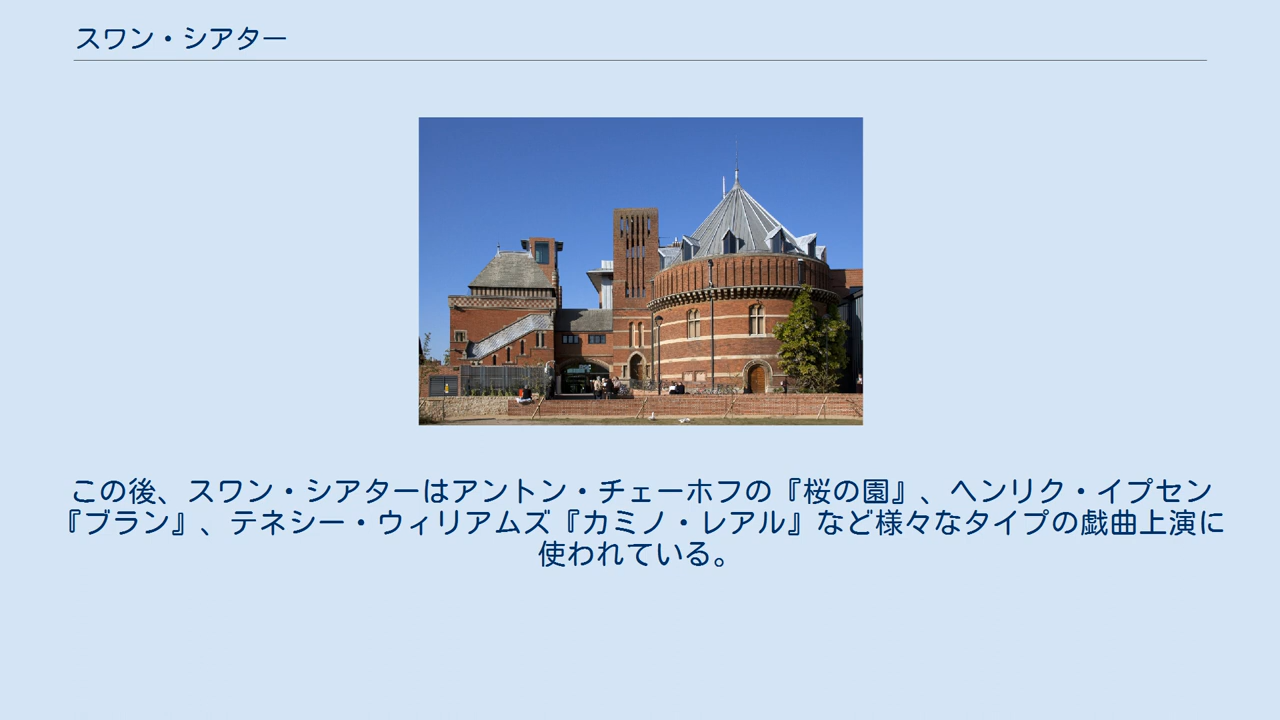 スワン・シアター
この後、スワン・シアターはアントン・チェーホフの『桜の園』、ヘンリク・イプセン
『ブラン』、テネシー・ウィリアムズ『カミノ・レアル』など様々なタイプの戯曲上演に
使われている。